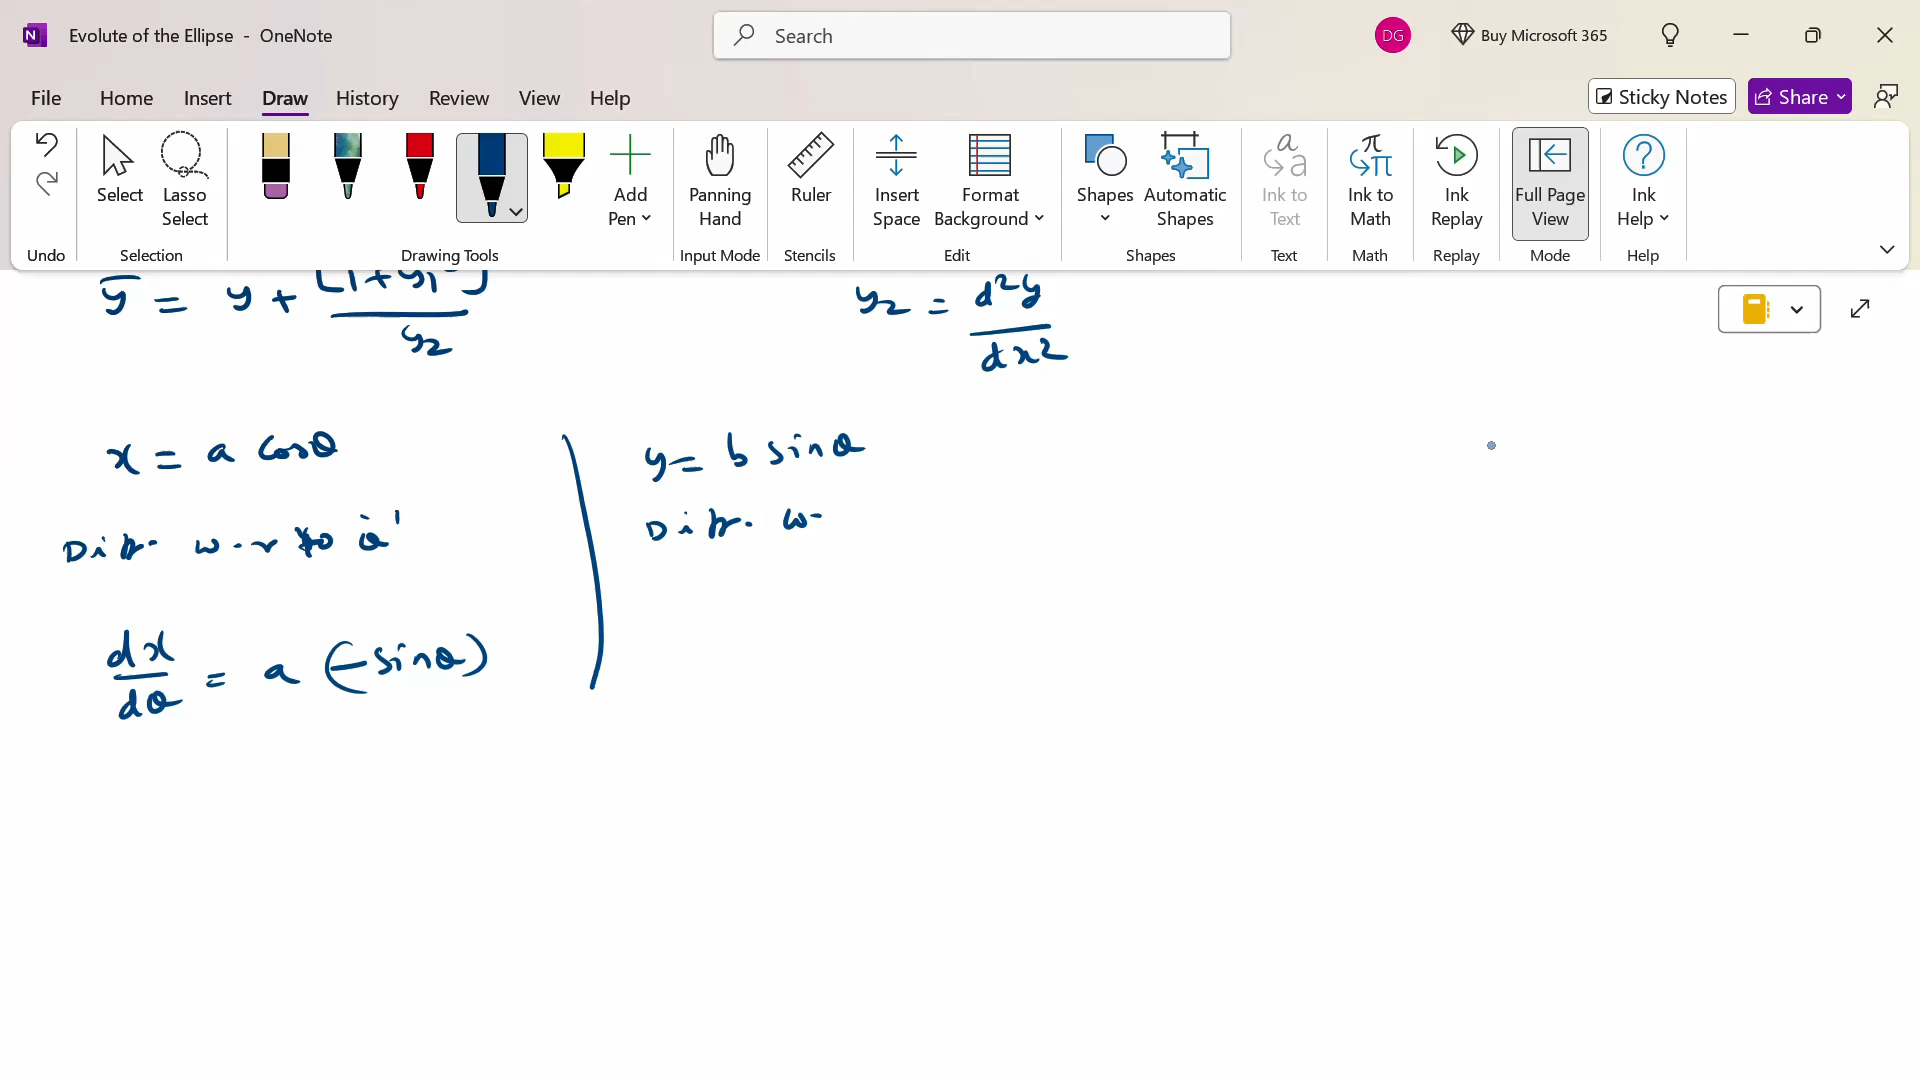 Evolute of the Ellipse - OneNote
Search
DG
Buy Microsoft 365
File Home Insert Draw History Review View Help
Sticky Notes
Share
Select
Lasso Select
Add Pen
Panning Hand
Ruler
Insert Space
Format Background
Shapes
Automatic Shapes
Ink to Text
Ink to Math
Ink Replay
Full Page View
Ink Help
Undo Selection Drawing Tools Input Mode Stencils Edit Shapes Text Math Replay Mode Help
ȳ = y + [1+y₁²]/y₂
y₂ = d²y/dx²
x = a cosθ
Diff. w.r to 'θ'
dx/dθ = a (-sinθ)
y = b sinθ
Diff. w-